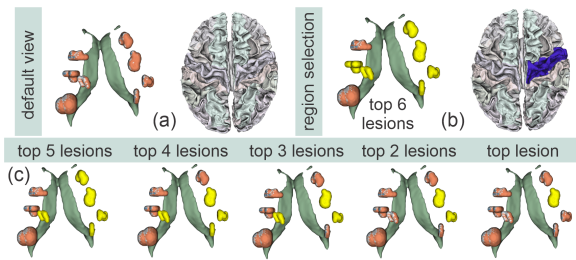 default view
(a)
region selection
top 6
lesions
(b)
top 5 lesions
top 4 lesions
top 3 lesions
top 2 lesions
top lesion
(c)